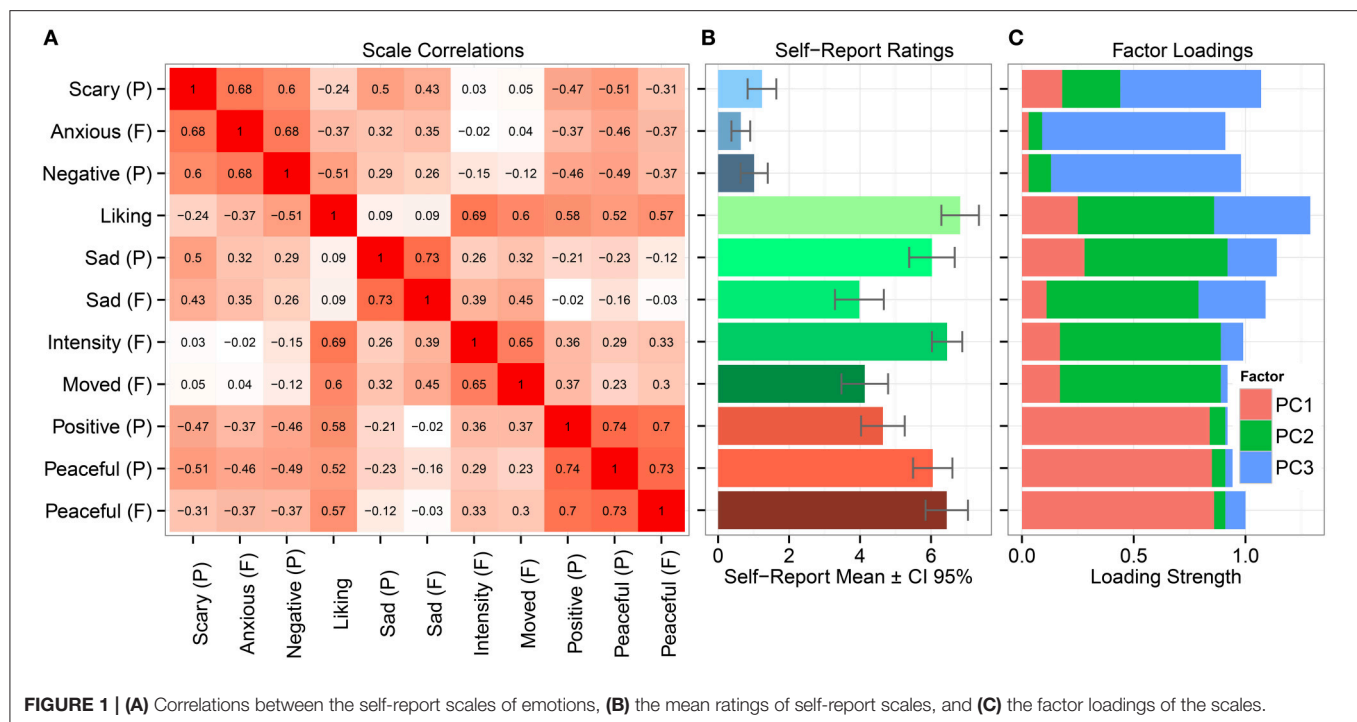 A
Scale Correlations
B
Self−Report Ratings
C
Factor Loadings
Scary (P) 1 0.68 0.6 −0.24 0.5 0.43 0.03 0.05 −0.47 −0.51 −0.31
Anxious (F) 0.68 1 0.68 −0.37 0.32 0.35 −0.02 0.04 −0.37 −0.46 −0.37
Negative (P) 0.6 0.68 1 −0.51 0.29 0.26 −0.15 −0.12 −0.46 −0.49 −0.37
Liking −0.24 −0.37 −0.51 1 0.09 0.09 0.69 0.6 0.58 0.52 0.57
Sad (P) 0.5 0.32 0.29 0.09 1 0.73 0.26 0.32 −0.21 −0.23 −0.12
Sad (F) 0.43 0.35 0.26 0.09 0.73 1 0.39 0.45 −0.02 −0.16 −0.03
Intensity (F) 0.03 −0.02 −0.15 0.69 0.26 0.39 1 0.65 0.36 0.29 0.33
Moved (F) 0.05 0.04 −0.12 0.6 0.32 0.45 0.65 1 0.37 0.23 0.3
Positive (P) −0.47 −0.37 −0.46 0.58 −0.21 −0.02 0.36 0.37 1 0.74 0.7
Peaceful (P) −0.51 −0.46 −0.49 0.52 −0.23 −0.16 0.29 0.23 0.74 1 0.73
Peaceful (F) −0.31 −0.37 −0.37 0.57 −0.12 −0.03 0.33 0.3 0.7 0.73 1
Scary (P)
Anxious (F)
Negative (P)
Liking
Sad (P)
Sad (F)
Intensity (F)
Moved (F)
Positive (P)
Peaceful (P)
Peaceful (F)
0 2 4 6
Self−Report Mean ± CI 95%
Factor
PC1
PC2
PC3
0.0 0.5 1.0
Loading Strength
FIGURE 1 | (A) Correlations between the self-report scales of emotions, (B) the mean ratings of self-report scales, and (C) the factor loadings of the scales.